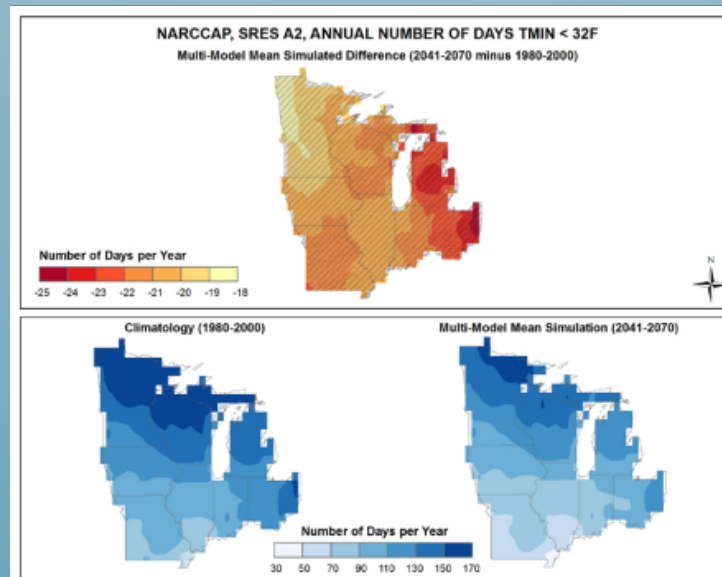 NARCCAP, SRES A2, ANNUAL NUMBER OF DAYS TMIN < 32F
Multi-Model Mean Simulated Difference (2041-2070 minus 1980-2000)
Number of Days per Year
-25 -24 -23 -22 -21 -20 -19 -18
N
Climatology (1980-2000)
Multi-Model Mean Simulation (2041-2070)
Number of Days per Year
30 50 70 90 110 130 150 170